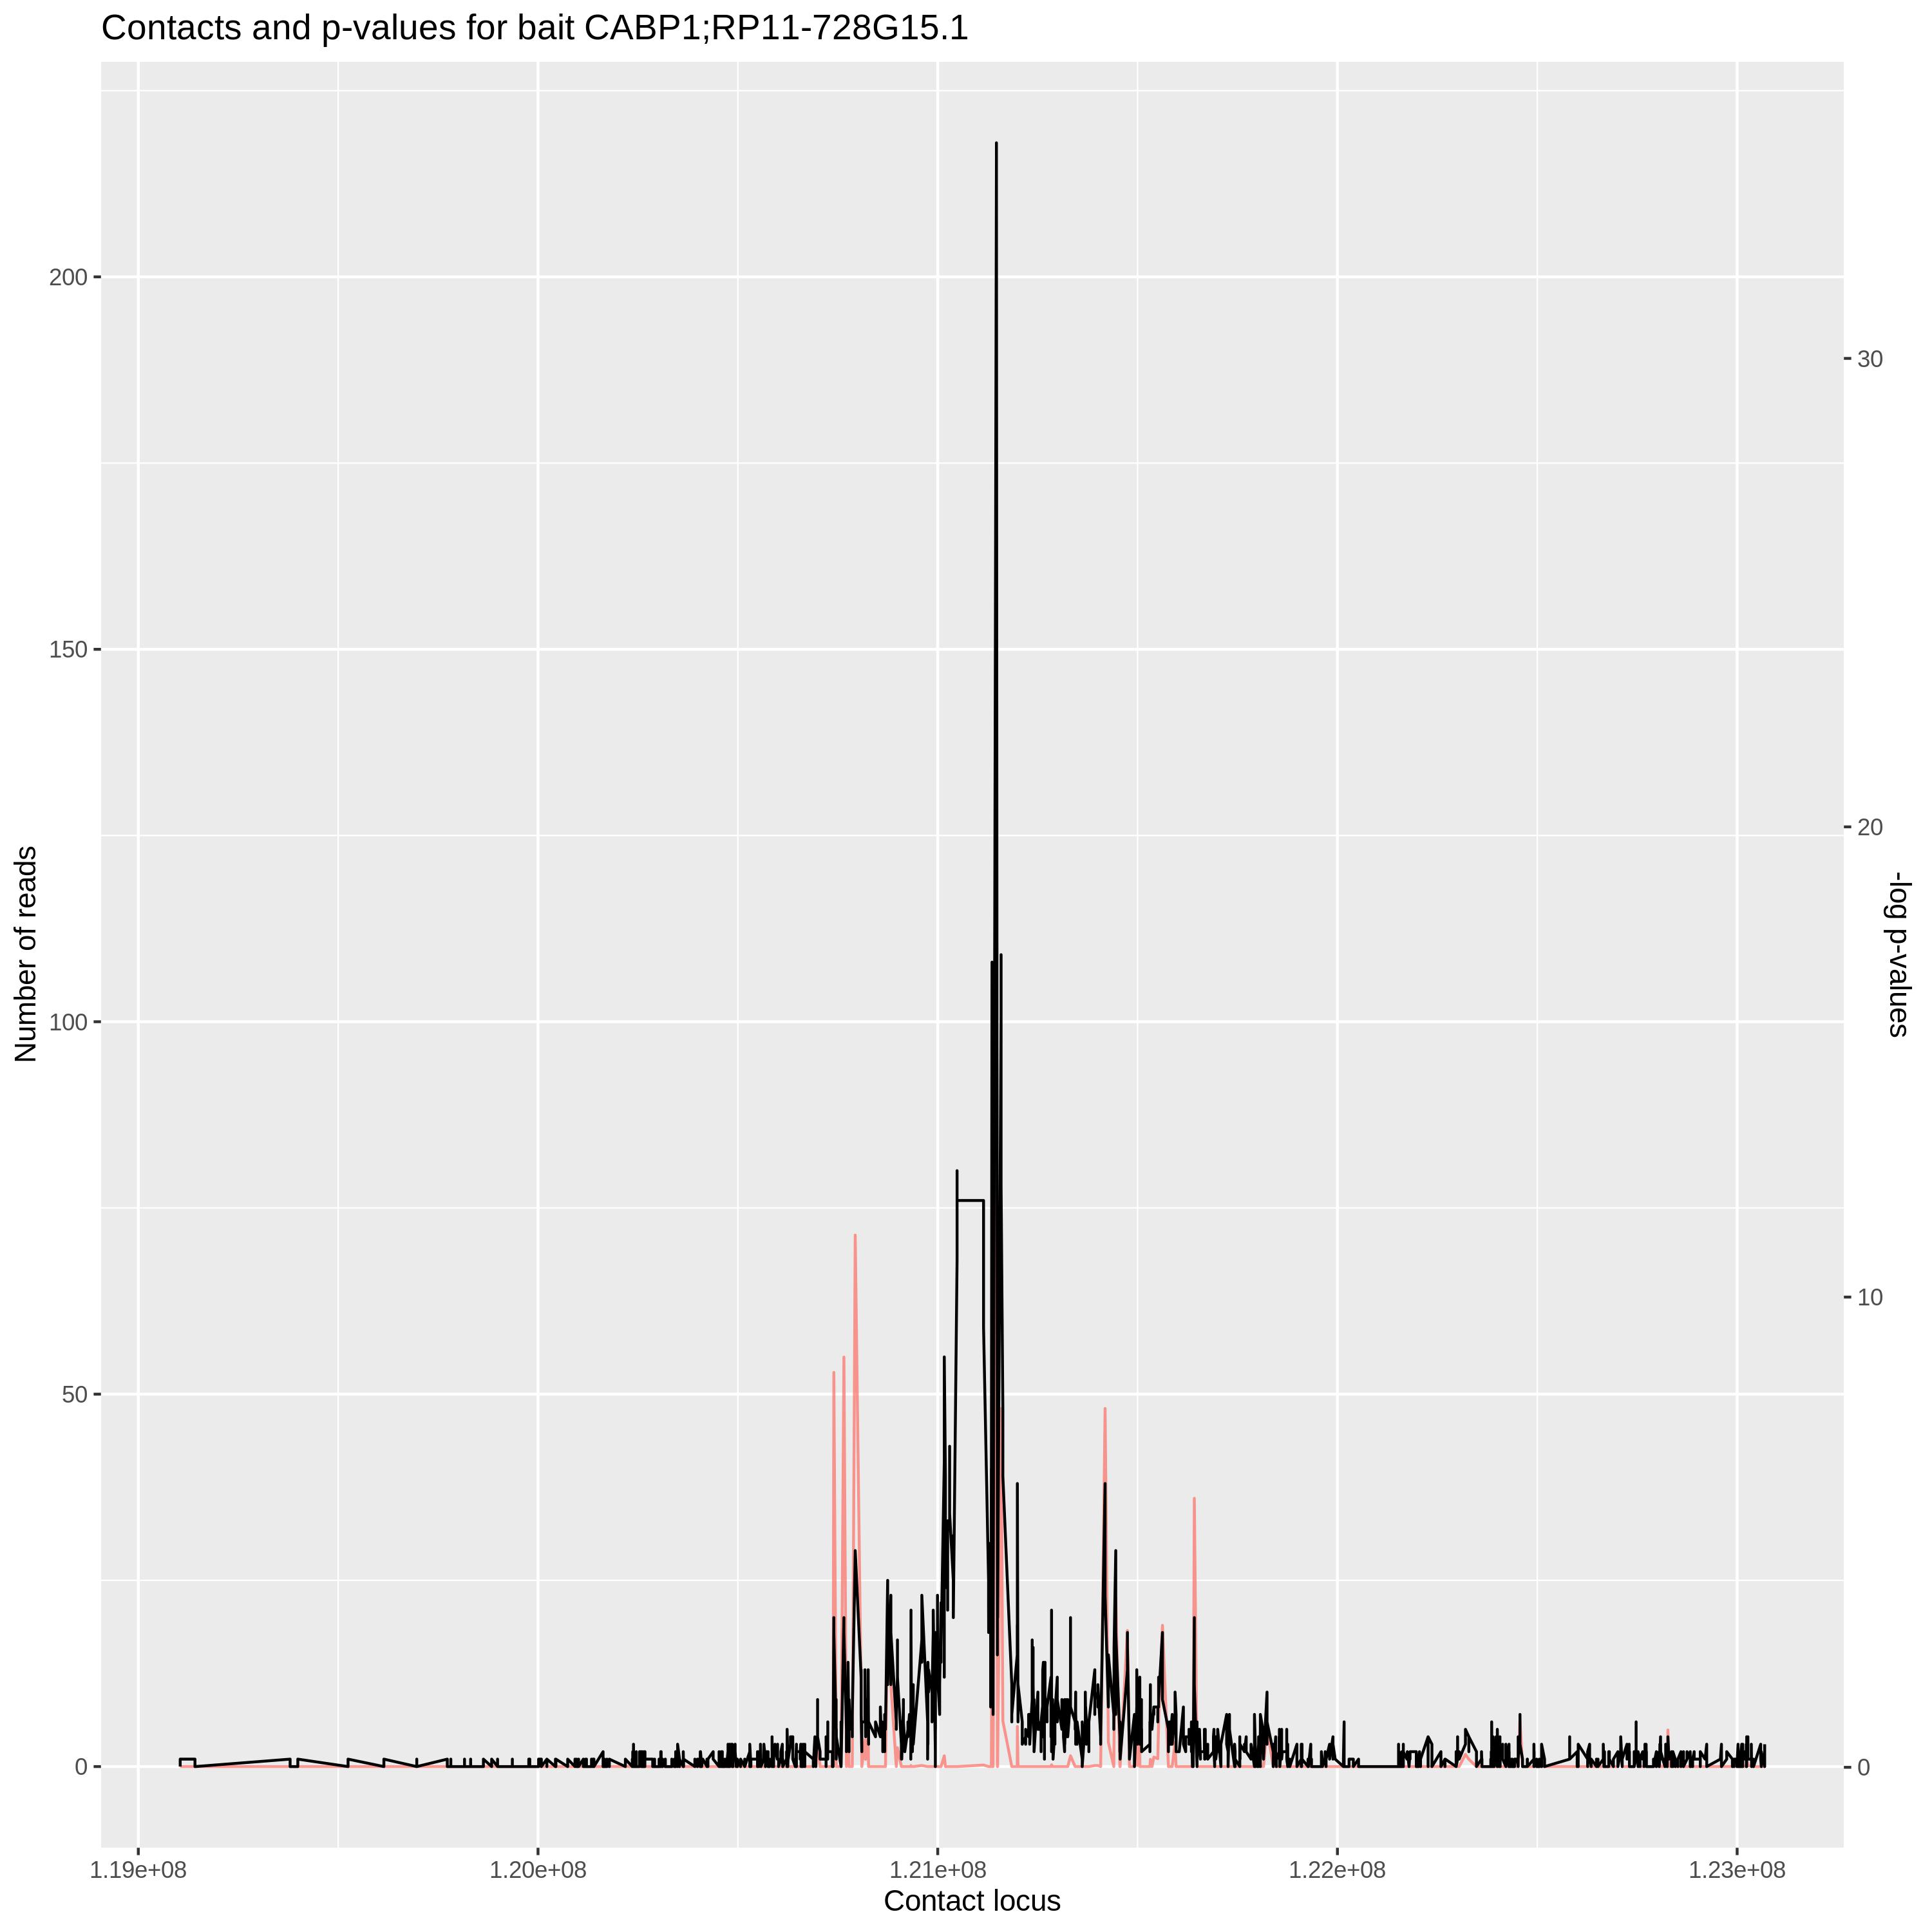 Contacts and p-values for bait CABP1;RP11-728G15.1
200
150
100
50
0
Number of reads
30
20
10
0
-log p-values
1.19e+08
1.20e+08
1.21e+08
1.22e+08
1.23e+08
Contact locus